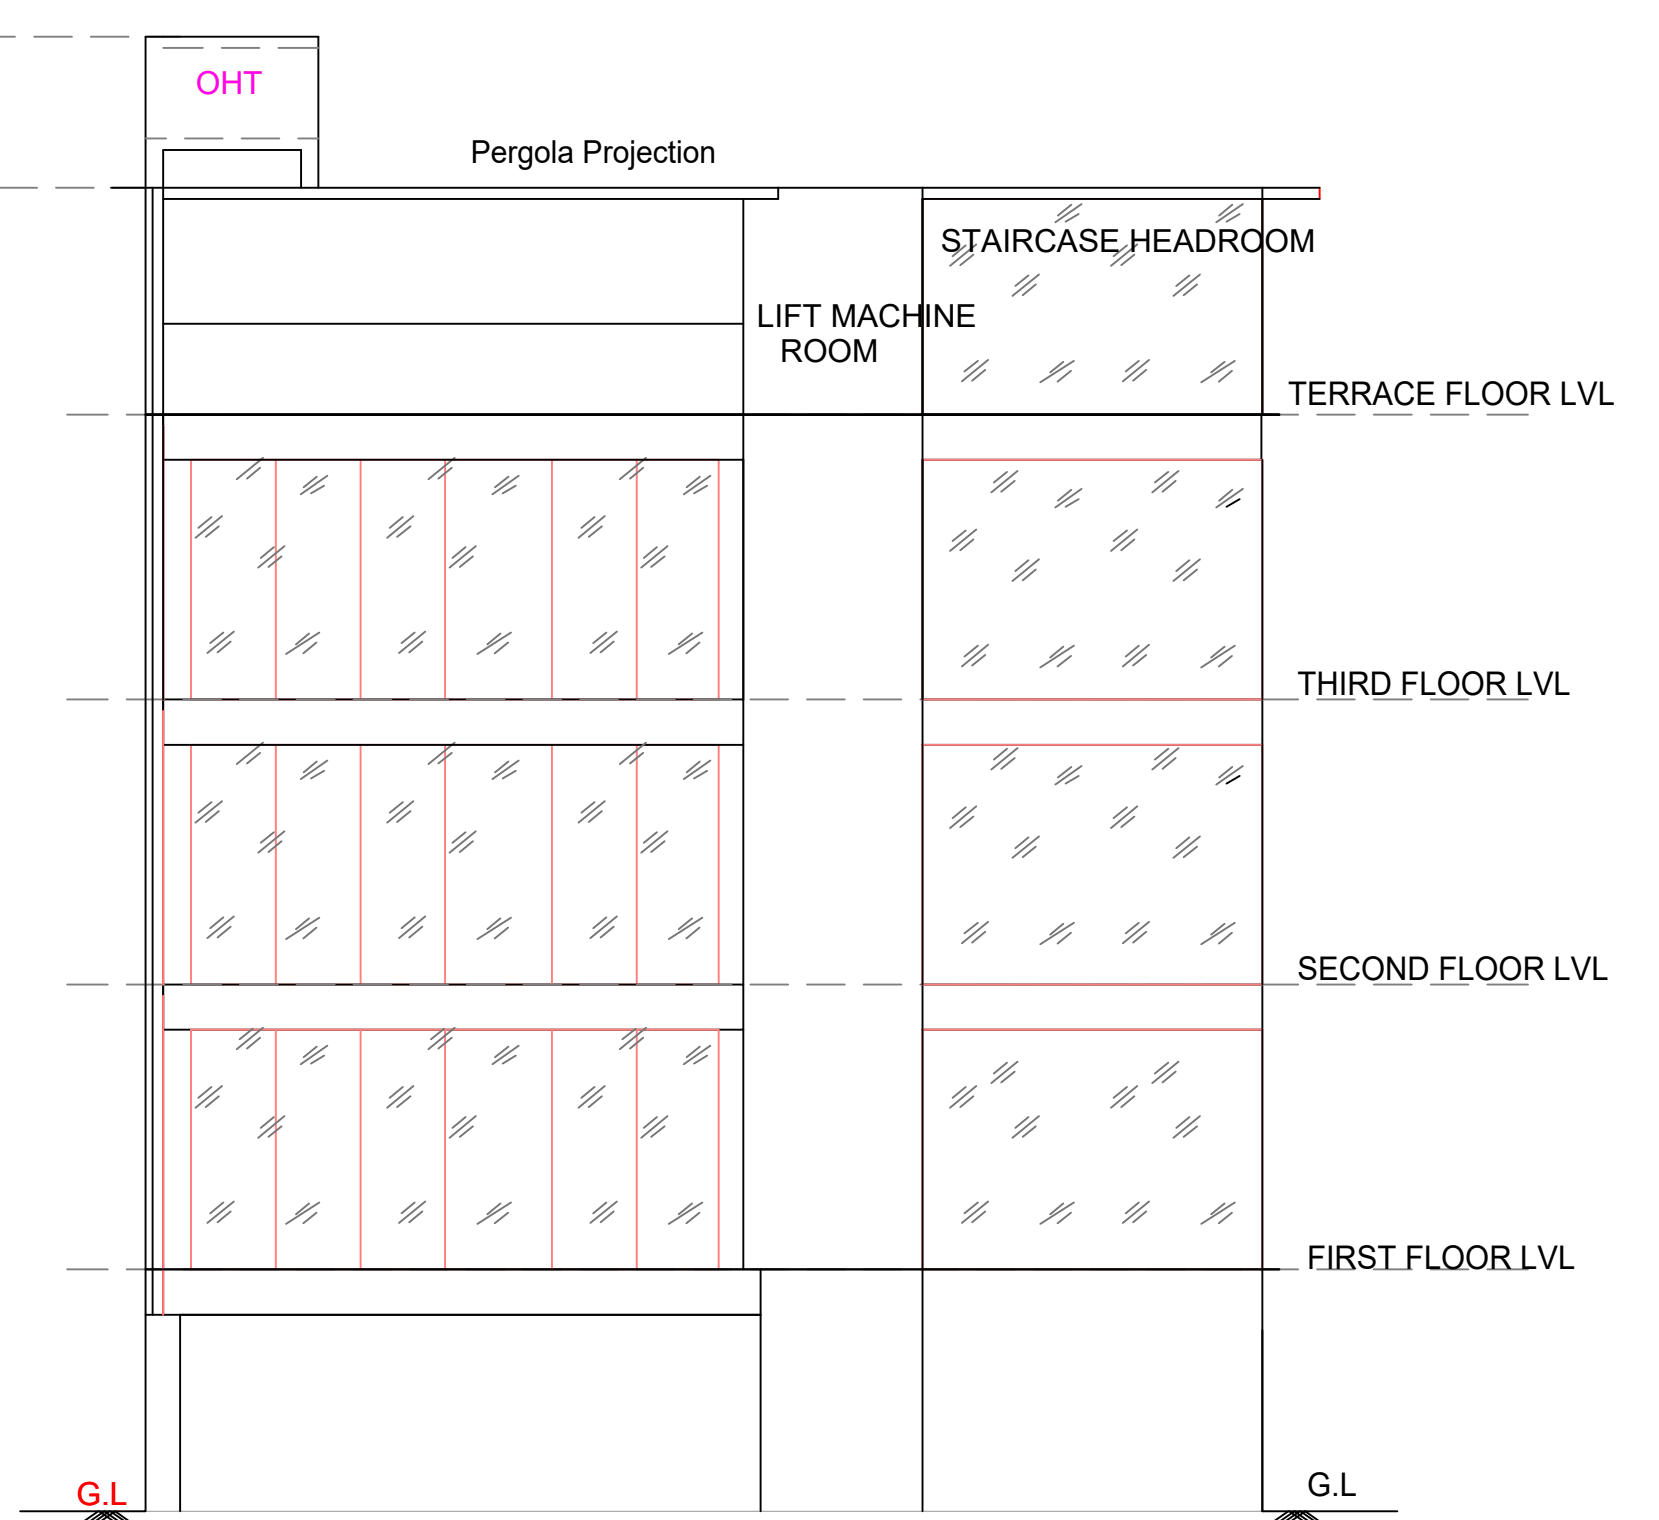 OHT
Pergola Projection
STAIRCASE HEADROOM
LIFT MACHINE
ROOM
TERRACE FLOOR LVL
THIRD FLOOR LVL
SECOND FLOOR LVL
FIRST FLOOR LVL
G.L
G.L